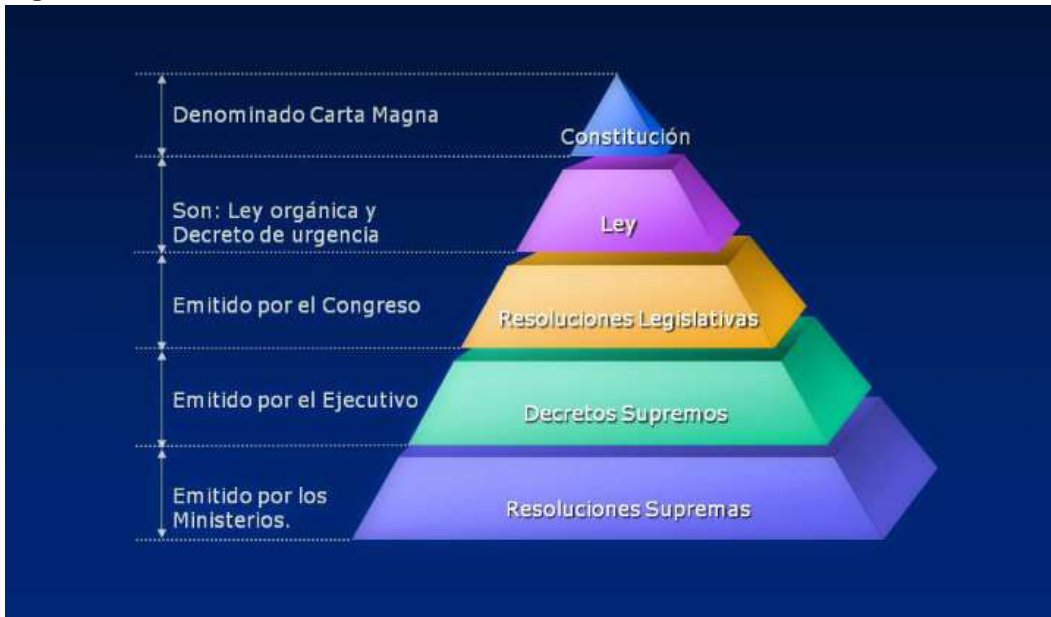 Denominado Carta Magna
Constitución
Son: Ley orgánica y
Decreto de urgencia
Ley
Emitido por el Congreso
Resoluciones Legislativas
Emitido por el Ejecutivo
Decretos Supremos
Emitido por los
Ministerios.
Resoluciones Supremas